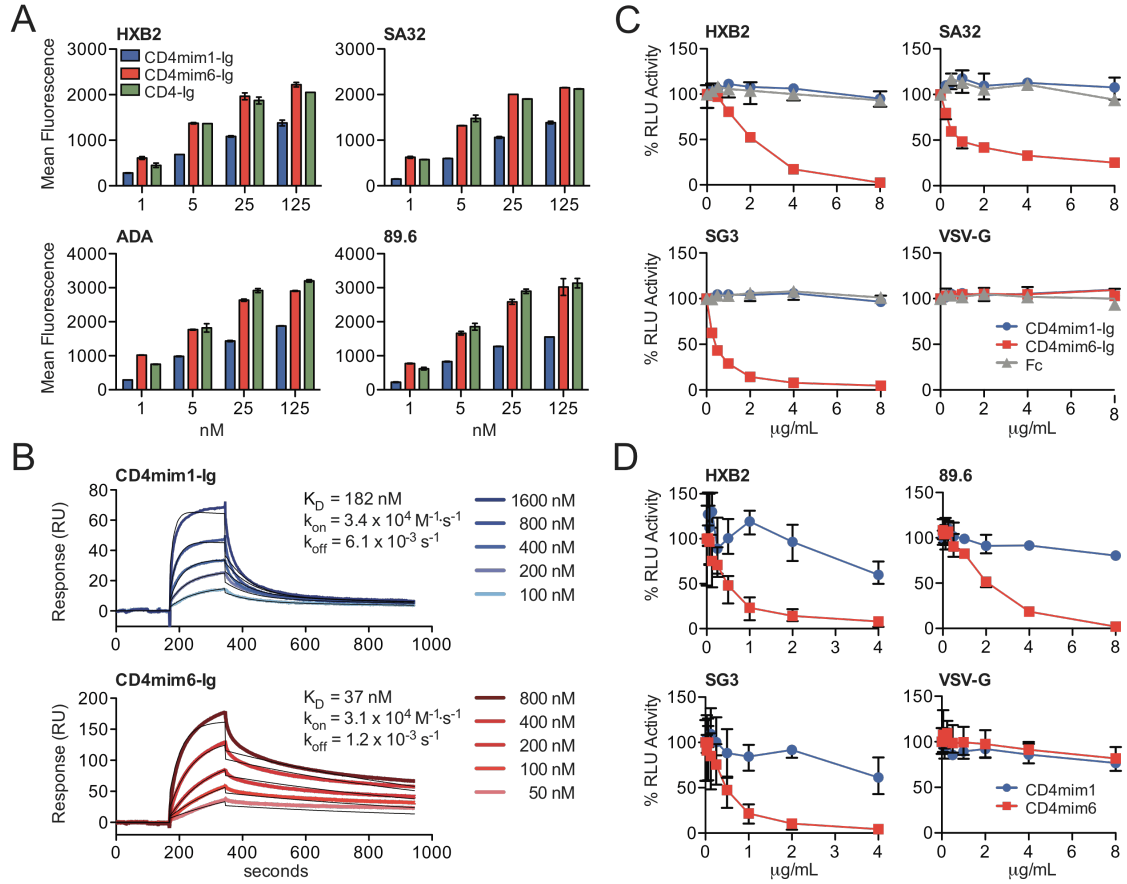 A
HXB2
SA32
Mean Fluorescence
3000
2000
1000
0
CD4mim1-Ig
CD4mim6-Ig
CD4-Ig
1 5 25 125
3000
2000
1000
0
1 5 25 125
ADA
89.6
Mean Fluorescence
4000
3000
2000
1000
0
1 5 25 125
nM
4000
3000
2000
1000
0
1 5 25 125
nM
B
CD4mim1-Ig
Response (RU)
80
60
40
20
0
0 200 400 600 800 1000
K_D = 182 nM
k_on = 3.4 x 10⁴ M⁻¹·s⁻¹
k_off = 6.1 x 10⁻³ s⁻¹
1600 nM
800 nM
400 nM
200 nM
100 nM
CD4mim6-Ig
Response (RU)
200
150
100
50
0
0 200 400 600 800 1000
seconds
K_D = 37 nM
k_on = 3.1 x 10⁴ M⁻¹·s⁻¹
k_off = 1.2 x 10⁻³ s⁻¹
800 nM
400 nM
200 nM
100 nM
50 nM
C
HXB2
SA32
% RLU Activity
150
100
50
0
0 2 4 6 8
150
100
50
0
0 2 4 6 8
SG3
VSV-G
% RLU Activity
150
100
50
0
0 2 4 6 8
µg/mL
150
100
50
0
CD4mim1-Ig
CD4mim6-Ig
Fc
0 2 4 6 8
µg/mL
D
HXB2
89.6
% RLU Activity
150
100
50
0
0 1 2 3 4
150
100
50
0
0 2 4 6 8
SG3
VSV-G
% RLU Activity
150
100
50
0
0 1 2 3 4
µg/mL
150
100
50
0
CD4mim1
CD4mim6
0 2 4 6 8
µg/mL